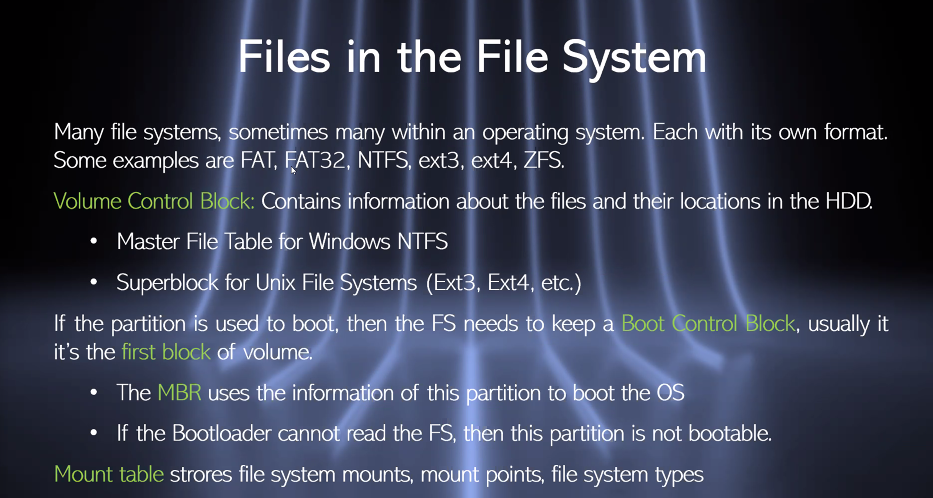 Files in the File System
Many file systems, sometimes many within an operating system. Each with its own format.
Some examples are FAT, FAT32, NTFS, ext3, ext4, ZFS.
Volume Control Block: Contains information about the files and their locations in the HDD.
• Master File Table for Windows NTFS
• Superblock for Unix File Systems (Ext3, Ext4, etc.)
If the partition is used to boot, then the FS needs to keep a Boot Control Block, usually it
it's the first block of volume.
• The MBR uses the information of this partition to boot the OS
• If the Bootloader cannot read the FS, then this partition is not bootable.
Mount table strores file system mounts, mount points, file system types